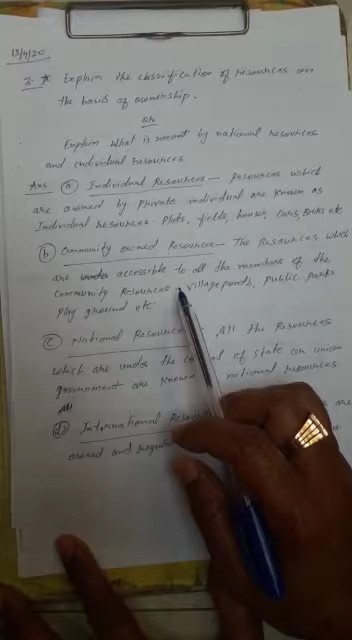 13/4/20
2. * Explain the classification of resources on
the basis of ownership.
or
Explain what is meant by national resources
and individual resources
Ans (a) Individual Resources - Resources which
are owned by private individual are known as
Individual resources. Plots, fields, houses, cars, books etc
(b) Community owned Resources - The Resources which
are accessible to all the members of the
community Resources. village ponds, public parks
play ground etc
(c) National Resources - All the Resources
which are under the of state or union
government are known national resources
(d) International
are
owned and